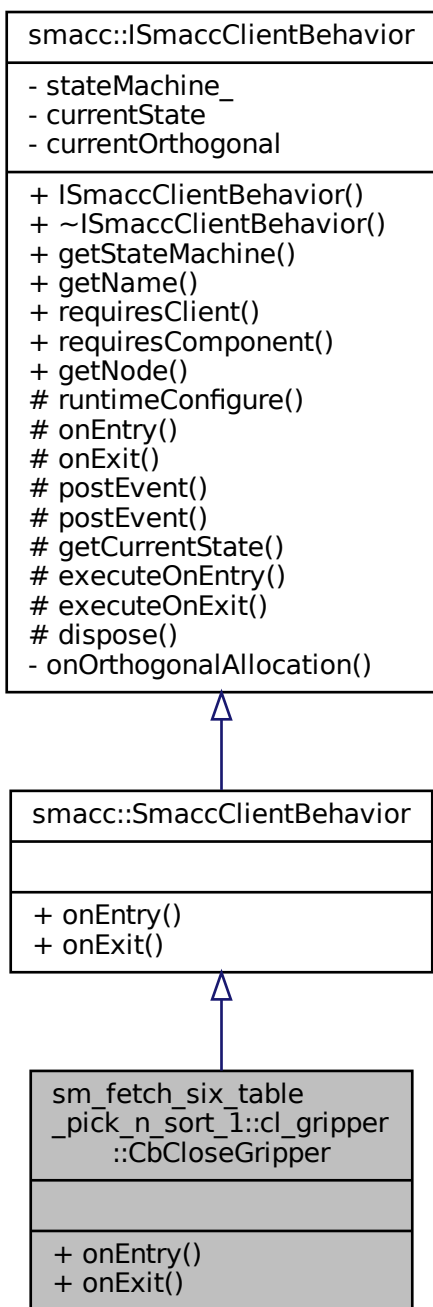 smacc::ISmaccClientBehavior
- stateMachine_
- currentState
- currentOrthogonal
+ ISmaccClientBehavior()
+ ~ISmaccClientBehavior()
+ getStateMachine()
+ getName()
+ requiresClient()
+ requiresComponent()
+ getNode()
# runtimeConfigure()
# onEntry()
# onExit()
# postEvent()
# postEvent()
# getCurrentState()
# executeOnEntry()
# executeOnExit()
# dispose()
- onOrthogonalAllocation()
smacc::SmaccClientBehavior
+ onEntry()
+ onExit()
sm_fetch_six_table
_pick_n_sort_1::cl_gripper
::CbCloseGripper
+ onEntry()
+ onExit()